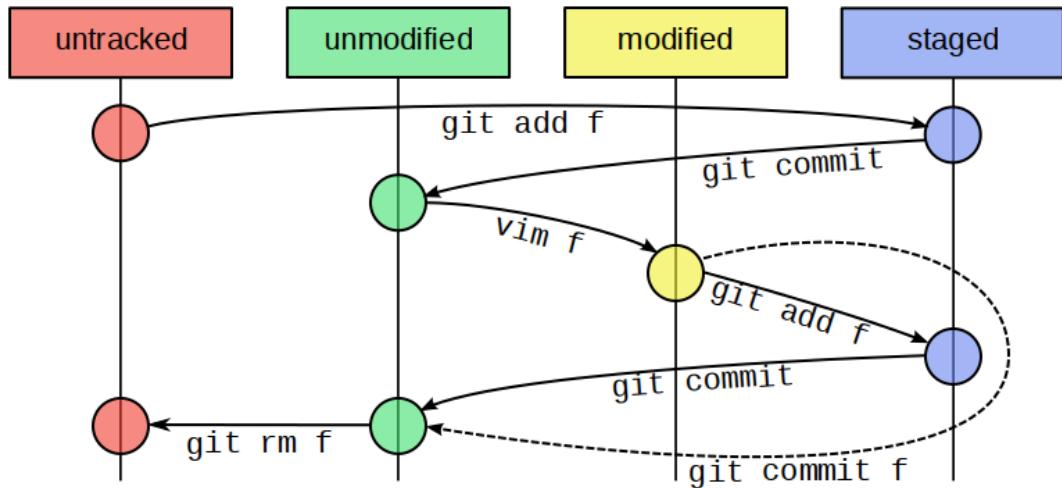 untracked
unmodified
modified
staged
git add f
git commit
vim f
git add f
git commit
git rm f
git commit f